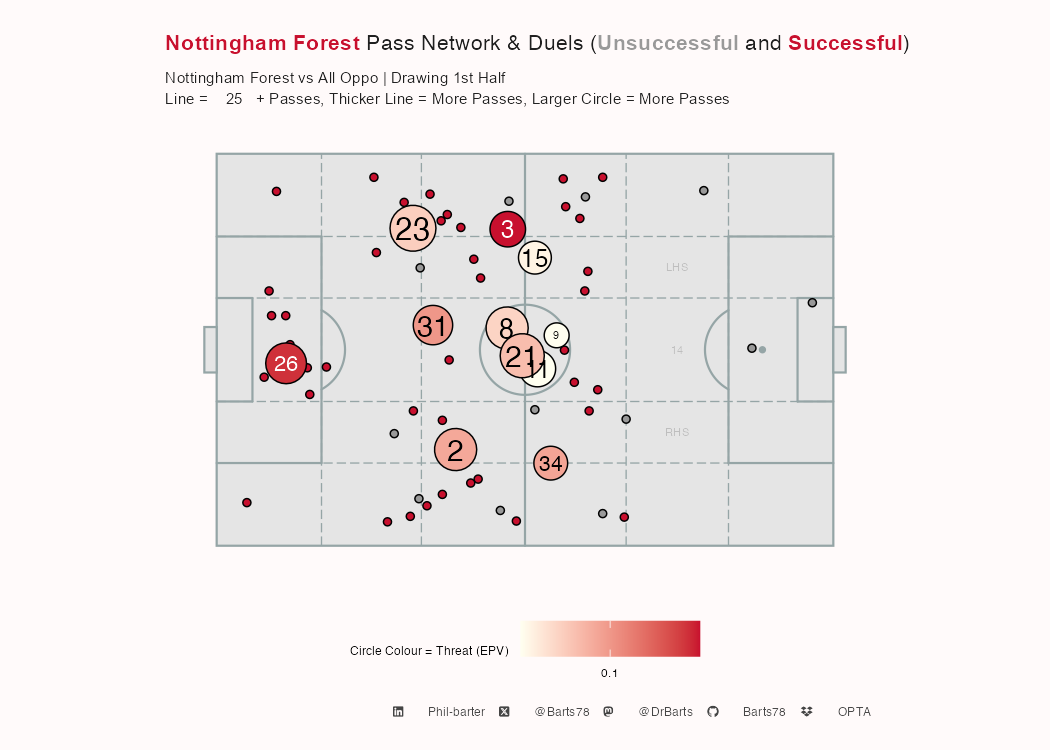 Nottingham Forest Pass Network & Duels (Unsuccessful and Successful)
Nottingham Forest vs All Oppo | Drawing 1st Half
Line = 25 + Passes, Thicker Line = More Passes, Larger Circle = More Passes
23
3
15
LHS
31
8
9
21
14
11
26
2
34
RHS
Circle Colour = Threat (EPV)
0.1
Phil-barter @Barts78 @DrBarts Barts78 OPTA